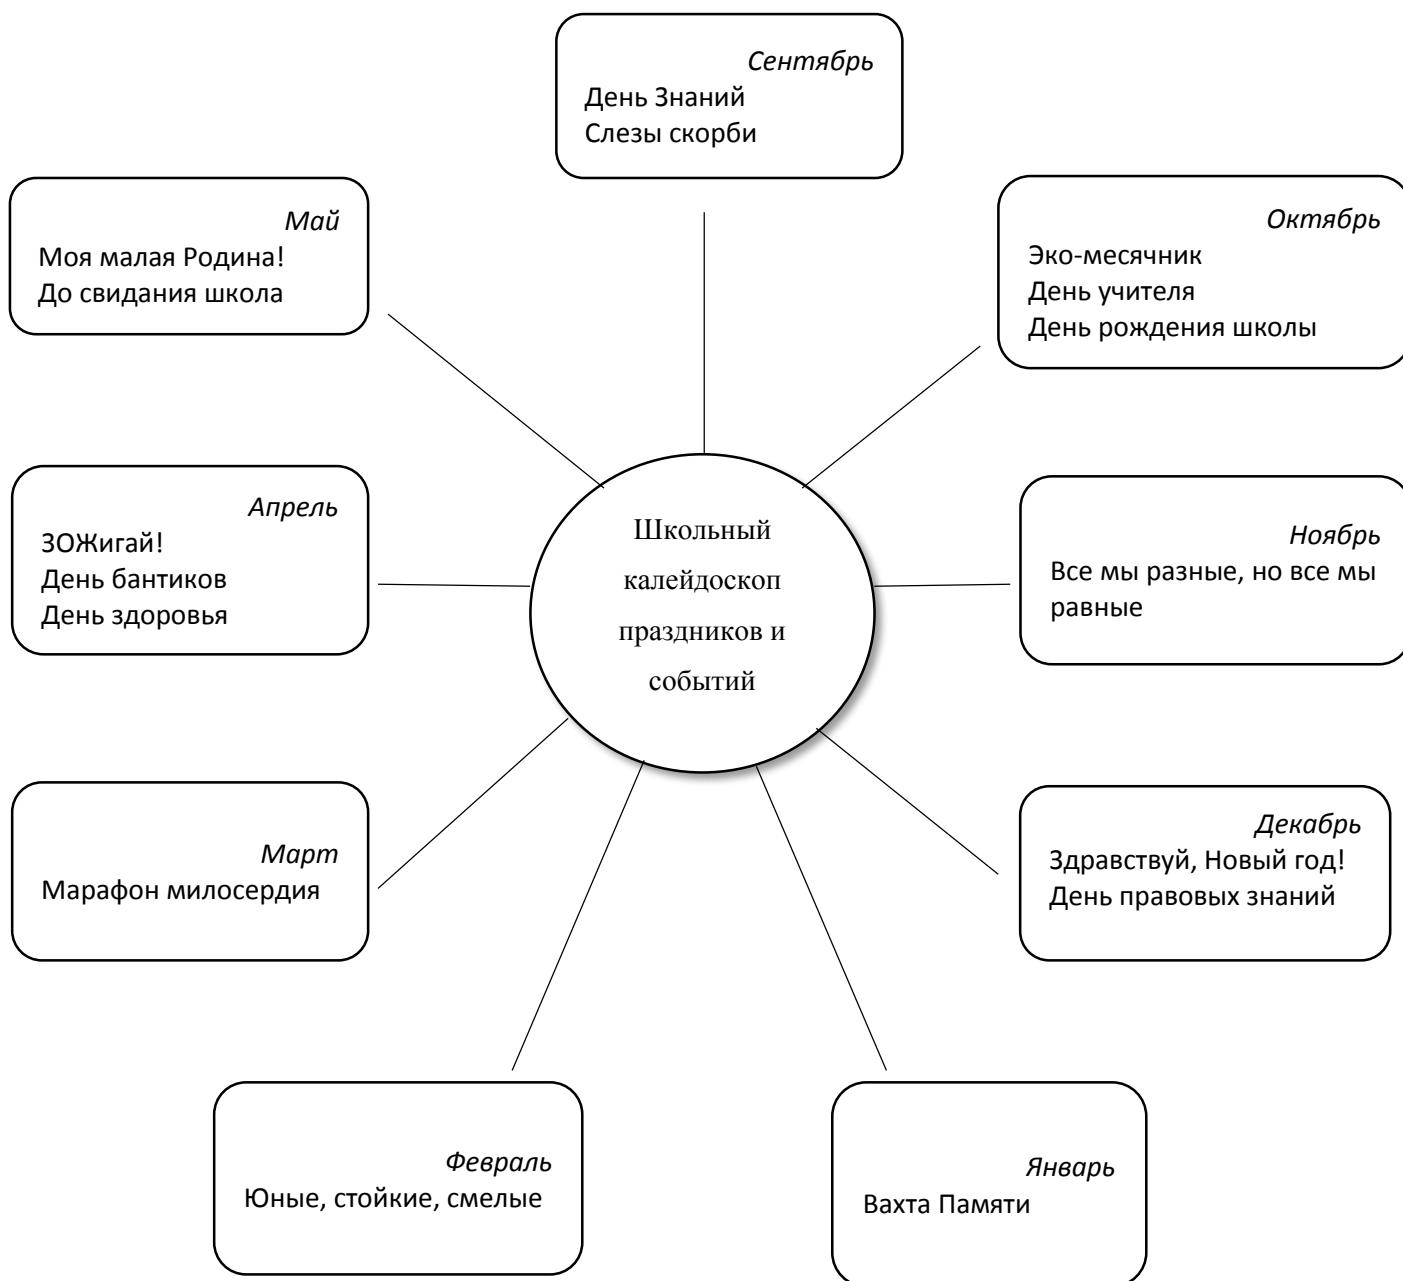 Сентябрь
День Знаний
Слезы скорби
Май
Моя малая Родина!
До свидания школа
Октябрь
Эко-месячник
День учителя
День рождения школы
Апрель
ЗОЖигай!
День бантиков
День здоровья
Школьный
калейдоскоп
праздников и
событий
Ноябрь
Все мы разные, но все мы
равные
Март
Марафон милосердия
Декабрь
Здравствуй, Новый год!
День правовых знаний
Февраль
Юные, стойкие, смелые
Январь
Вахта Памяти